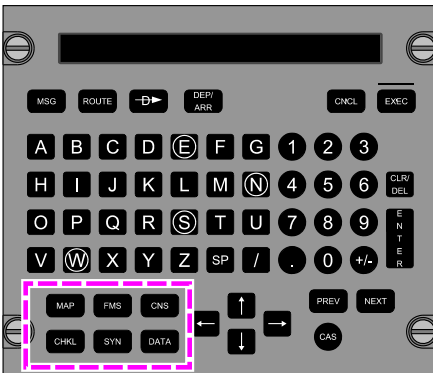 MSG ROUTE D DEP/ARR CNCL EXEC
A B C D E F G 1 2 3
H I J K L M N 4 5 6 CLR/DEL
O P Q R S T U 7 8 9 ENTER
V W X Y Z SP / . 0 +/-
MAP FMS CNS PREV NEXT
CHKL SYN DATA CAS